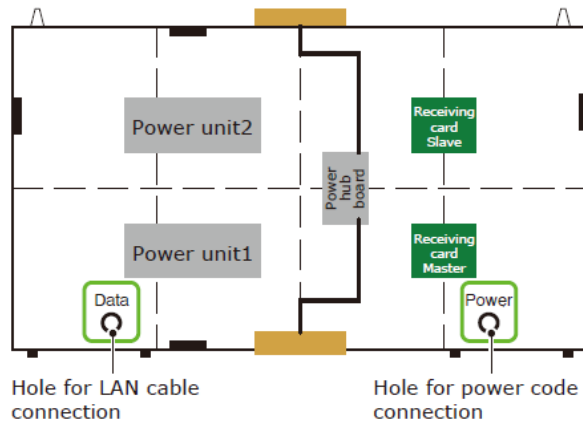 Power unit2
Receiving
card
Slave
Power
hub
board
Power unit1
Receiving
card
Master
Data
Power
Hole for LAN cable
connection
Hole for power code
connection